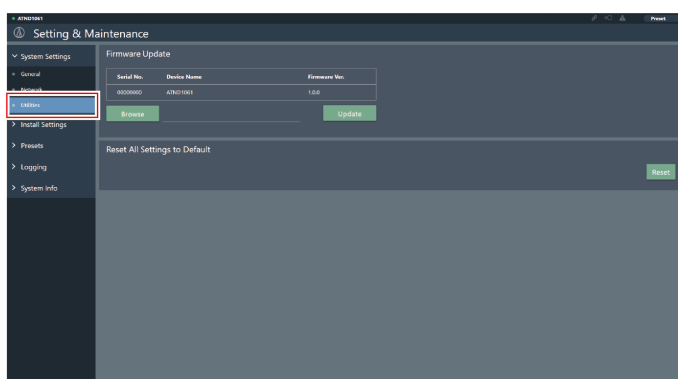 ATND1061
Preset
Setting & Maintenance
System Settings
General
Network
Utilities
Install Settings
Presets
Logging
System Info
Firmware Update
Serial No. Device Name Firmware Ver.
00000000 ATND1061 1.0.0
Browse Update
Reset All Settings to Default
Reset